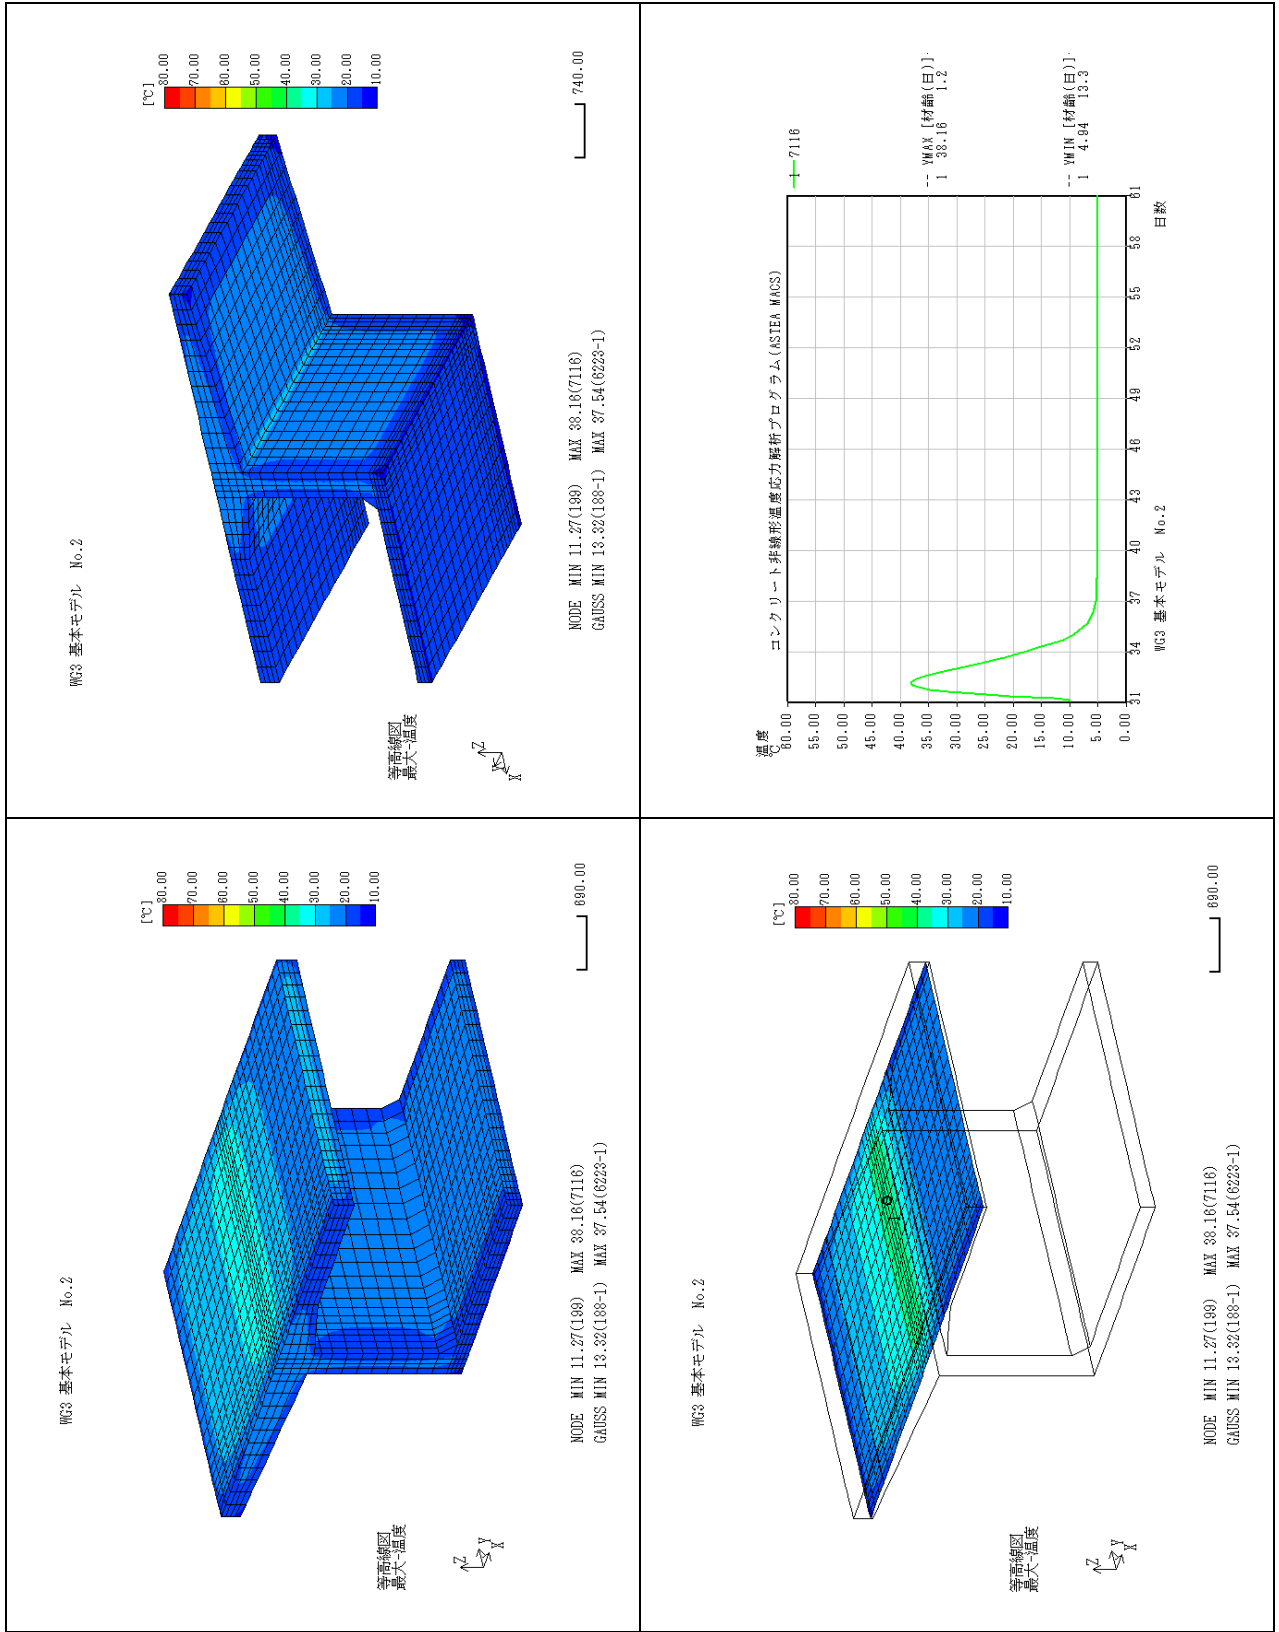 WG3 基本モデル No.2
[℃]
80.00
70.00
60.00
50.00
40.00
30.00
20.00
10.00
740.00
等高線図
最大-温度
Z
Y
X
NODE MIN 11.27(199) MAX 38.16(7116)
GAUSS MIN 13.32(188-1) MAX 37.54(6223-1)
コンクリート非線形温度応力解析プログラム(ASTEA MACS)
1 7116
温度
℃
60.00
55.00
50.00
45.00
40.00
35.00
30.00
25.00
20.00
15.00
10.00
5.00
0.00
31
34
37
40
43
46
49
52
55
58
61
日数
-- YMAX [材齢(日)]
1 38.16 1.2
-- YMIN [材齢(日)]
1 4.94 13.3
WG3 基本モデル No.2
WG3 基本モデル No.2
[℃]
80.00
70.00
60.00
50.00
40.00
30.00
20.00
10.00
690.00
等高線図
最大-温度
Z
Y
X
NODE MIN 11.27(199) MAX 38.16(7116)
GAUSS MIN 13.32(188-1) MAX 37.54(6223-1)
WG3 基本モデル No.2
[℃]
80.00
70.00
60.00
50.00
40.00
30.00
20.00
10.00
690.00
等高線図
最大-温度
Z
Y
X
NODE MIN 11.27(199) MAX 38.16(7116)
GAUSS MIN 13.32(188-1) MAX 37.54(6223-1)